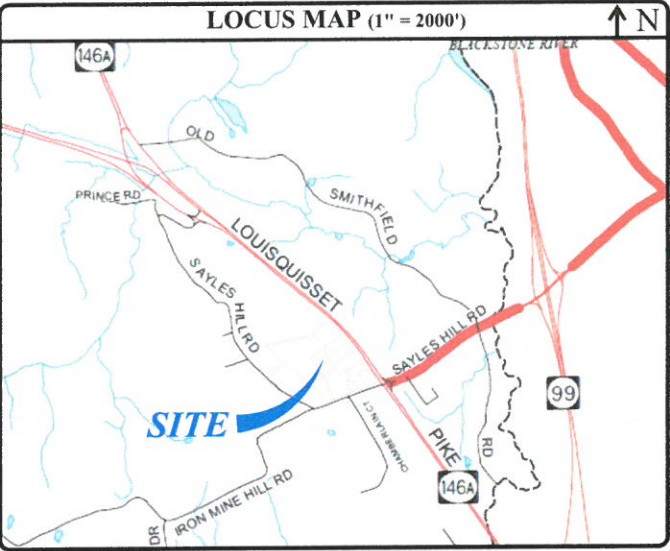 LOCUS MAP (1" = 2000')
N
BLACKSTONE RIVER
146A
OLD
SMITHFIELD
RD
PRINCE RD
LOUISQUISSET
PIKE
SAYLES
HILL RD
SAYLES HILL RD
99
SITE
CHAMBERLAIN CT
146A
IRON MINE HILL RD
DR